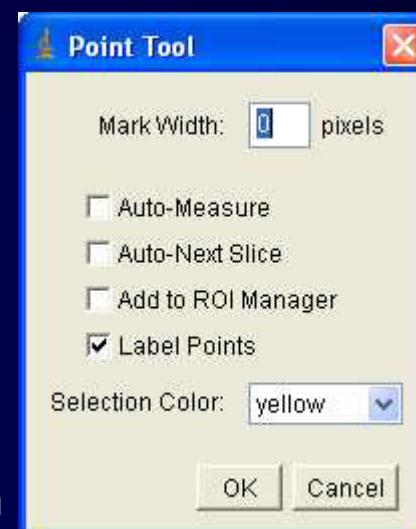 Point Tool
Mark Width: 0 pixels
Auto-Measure
Auto-Next Slice
Add to ROI Manager
Label Points
Selection Color: yellow
OK Cancel